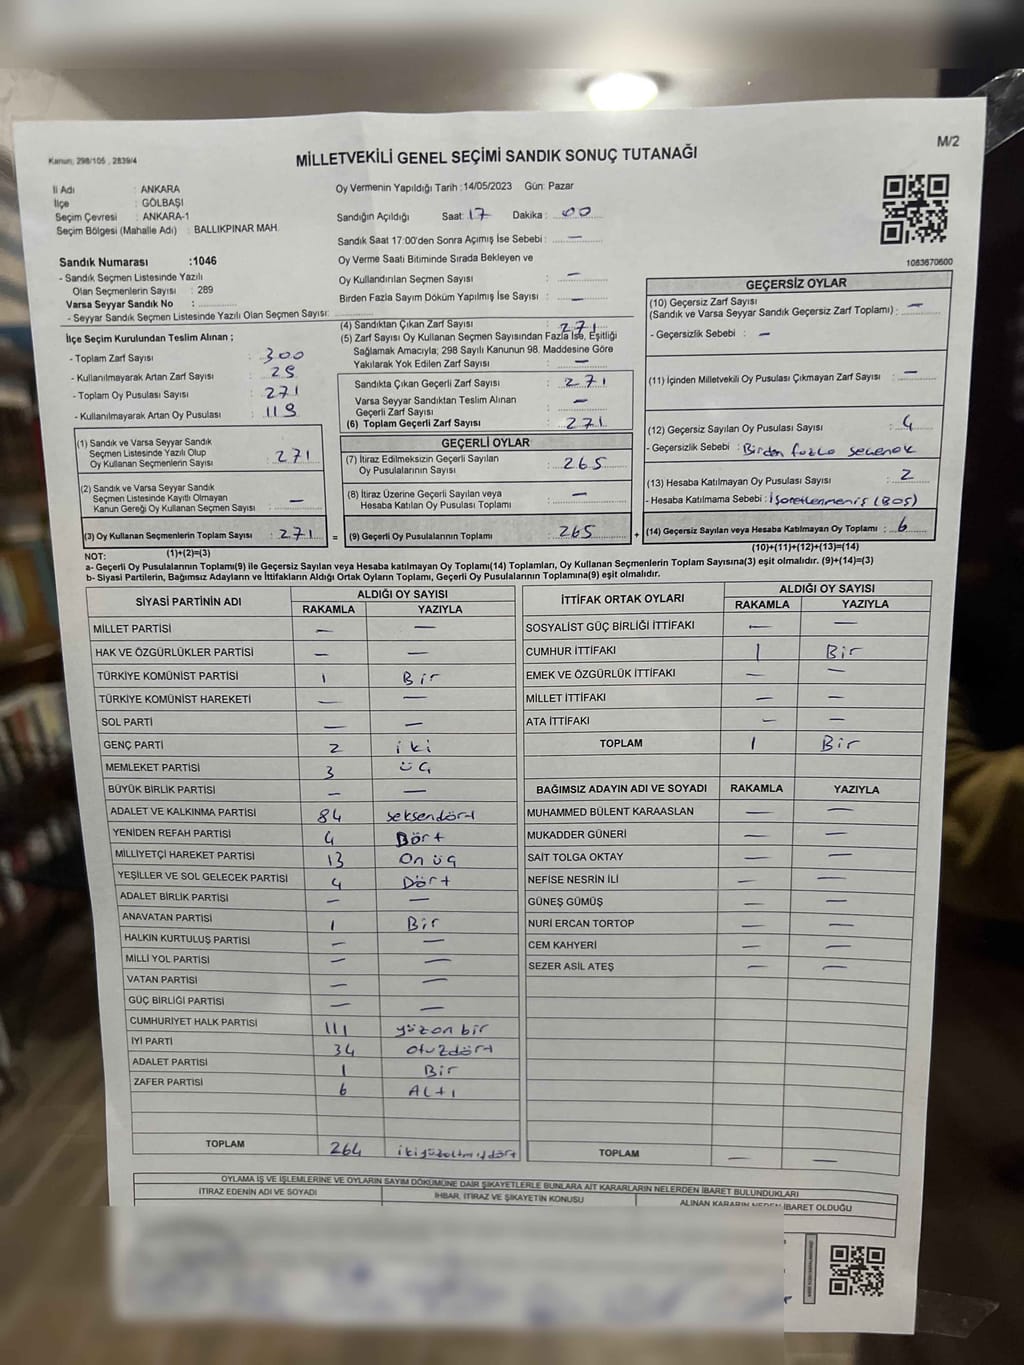 Kanun; 298/105 , 2839/4
M/2
MİLLETVEKİLİ GENEL SEÇİMİ SANDIK SONUÇ TUTANAĞI
İl Adı : ANKARA
İlçe : GÖLBAŞI
Seçim Çevresi : ANKARA-1
Seçim Bölgesi (Mahalle Adı) : BALLIKPINAR MAH.
Oy Vermenin Yapıldığı Tarih :14/05/2023 Gün: Pazar
Sandığın Açıldığı Saat: 17 Dakika : 00
Sandık Saat 17:00'den Sonra Açımış İse Sebebi : —
Oy Verme Saati Bitiminde Sırada Bekleyen ve
Oy Kullandırılan Seçmen Sayısı : —
Birden Fazla Sayım Döküm Yapılmış İse Sayısı : —
1083670600
Sandık Numarası :1046
- Sandık Seçmen Listesinde Yazılı
Olan Seçmenlerin Sayısı : 289
Varsa Seyyar Sandık No :
- Seyyar Sandık Seçmen Listesinde Yazılı Olan Seçmen Sayısı:
İlçe Seçim Kurulundan Teslim Alınan ;
- Toplam Zarf Sayısı : 300
- Kullanılmayarak Artan Zarf Sayısı : 29
- Toplam Oy Pusulası Sayısı : 271
- Kullanılmayarak Artan Oy Pusulası : 119
(1) Sandık ve Varsa Seyyar Sandık
Seçmen Listesinde Yazılı Olup
Oy Kullanan Seçmenlerin Sayısı : 271
(2) Sandık ve Varsa Seyyar Sandık
Seçmen Listesinde Kayıtlı Olmayan
Kanun Gereği Oy Kullanan Seçmen Sayısı : —
(3) Oy Kullanan Seçmenlerin Toplam Sayısı : 271 =
(1)+(2)=(3)
(4) Sandıktan Çıkan Zarf Sayısı : 271
(5) Zarf Sayısı Oy Kullanan Seçmen Sayısından Fazla İse, Eşitliği
Sağlamak Amacıyla; 298 Sayılı Kanunun 98. Maddesine Göre
Yakılarak Yok Edilen Zarf Sayısı : —
Sandıkta Çıkan Geçerli Zarf Sayısı : 271
Varsa Seyyar Sandıktan Teslim Alınan
Geçerli Zarf Sayısı : —
(6) Toplam Geçerli Zarf Sayısı : 271
GEÇERLİ OYLAR
(7) İtiraz Edilmeksizin Geçerli Sayılan
Oy Pusulalarının Sayısı : 265
(8) İtiraz Üzerine Geçerli Sayılan veya
Hesaba Katılan Oy Pusulası Toplamı : —
(9) Geçerli Oy Pusulalarının Toplamı : 265 +
GEÇERSİZ OYLAR
(10) Geçersiz Zarf Sayısı
(Sandık ve Varsa Seyyar Sandık Geçersiz Zarf Toplamı) : —
- Geçersizlik Sebebi : —
(11) İçinden Milletvekili Oy Pusulası Çıkmayan Zarf Sayısı : —
(12) Geçersiz Sayılan Oy Pusulası Sayısı : 4
- Geçersizlik Sebebi : Birden fazla seçenek
(13) Hesaba Katılmayan Oy Pusulası Sayısı : 2
- Hesaba Katılmama Sebebi : İşaretlenmeniş (BOŞ)
(14) Geçersiz Sayılan veya Hesaba Katılmayan Oy Toplamı : 6
(10)+(11)+(12)+(13)=(14)
NOT:
a- Geçerli Oy Pusulalarının Toplamı(9) ile Geçersiz Sayılan veya Hesaba katılmayan Oy Toplamı(14) Toplamları, Oy Kullanan Seçmenlerin Toplam Sayısına(3) eşit olmalıdır. (9)+(14)=(3)
b- Siyasi Partilerin, Bağımsız Adayların ve İttifakların Aldığı Ortak Oyların Toplamı, Geçerli Oy Pusulalarının Toplamına(9) eşit olmalıdır.
SİYASİ PARTİNİN ADI
ALDIĞI OY SAYISI
RAKAMLA YAZIYLA
MİLLET PARTİSİ — —
HAK VE ÖZGÜRLÜKLER PARTİSİ — —
TÜRKİYE KOMÜNİST PARTİSİ 1 Bir
TÜRKİYE KOMÜNİST HAREKETİ — —
SOL PARTİ — —
GENÇ PARTİ 2 iki
MEMLEKET PARTİSİ 3 üç
BÜYÜK BİRLİK PARTİSİ — —
ADALET VE KALKINMA PARTİSİ 84 seksendört
YENİDEN REFAH PARTİSİ 4 Dört
MİLLİYETÇİ HAREKET PARTİSİ 13 On üç
YEŞİLLER VE SOL GELECEK PARTİSİ 4 Dört
ADALET BİRLİK PARTİSİ — —
ANAVATAN PARTİSİ 1 Bir
HALKIN KURTULUŞ PARTİSİ — —
MİLLİ YOL PARTİSİ — —
VATAN PARTİSİ — —
GÜÇ BİRLİĞİ PARTİSİ — —
CUMHURİYET HALK PARTİSİ 111 yüzon bir
İYİ PARTİ 34 otuzdört
ADALET PARTİSİ 1 Bir
ZAFER PARTİSİ 6 Altı
TOPLAM 264 ikiyüzaltmışdört
İTTİFAK ORTAK OYLARI
ALDIĞI OY SAYISI
RAKAMLA YAZIYLA
SOSYALİST GÜÇ BİRLİĞİ İTTİFAKI — —
CUMHUR İTTİFAKI 1 Bir
EMEK VE ÖZGÜRLÜK İTTİFAKI — —
MİLLET İTTİFAKI — —
ATA İTTİFAKI — —
TOPLAM 1 Bir
BAĞIMSIZ ADAYIN ADI VE SOYADI RAKAMLA YAZIYLA
MUHAMMED BÜLENT KARAASLAN — —
MUKADDER GÜNERİ — —
SAİT TOLGA OKTAY — —
NEFİSE NESRİN İLİ — —
GÜNEŞ GÜMÜŞ — —
NURİ ERCAN TORTOP — —
CEM KAHYERİ — —
SEZER ASİL ATEŞ — —
TOPLAM — —
OYLAMA İŞ VE İŞLEMLERİNE VE OYLARIN SAYIM DÖKÜMÜNE DAİR ŞİKAYETLERLE BUNLARA AİT KARARLARIN NELERDEN İBARET BULUNDUKLARI
İTİRAZ EDENİN ADI VE SOYADI İHBAR, İTİRAZ VE ŞİKAYETİN KONUSU ALINAN KARARIN NEDEN İBARET OLDUĞU